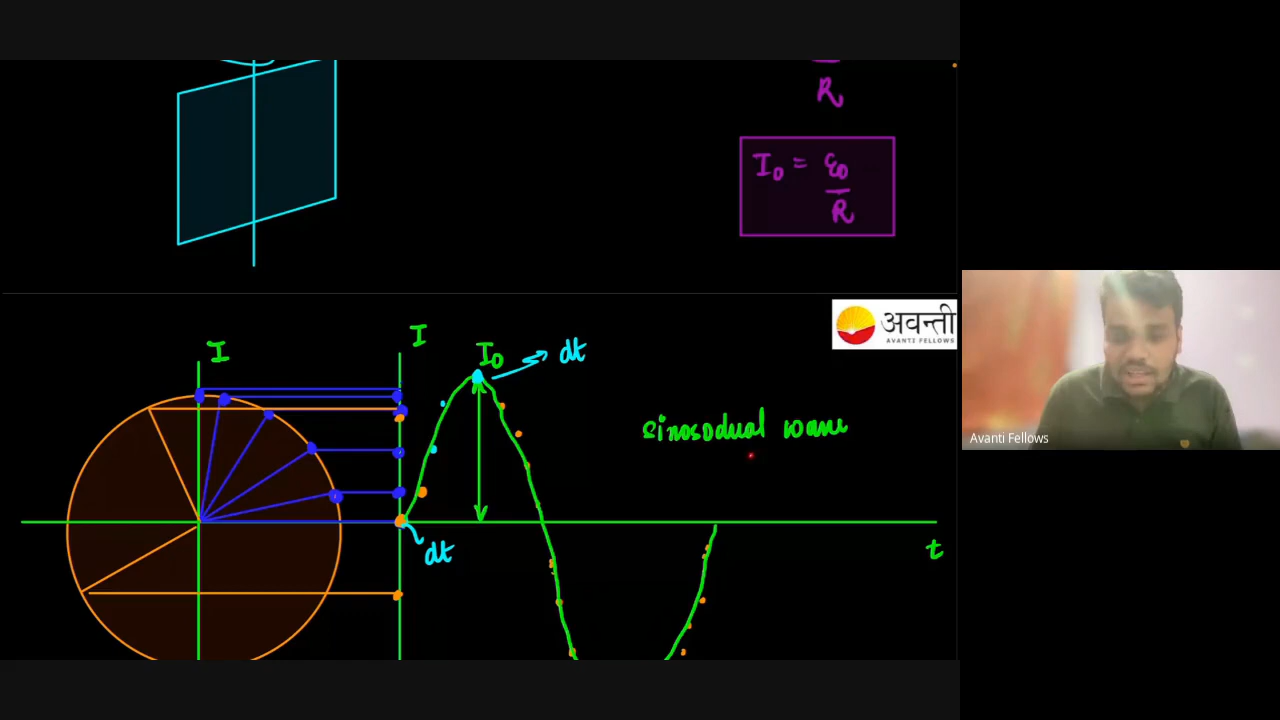 R
I₀ = ε₀
R
अवन्ती
AVANTI FELLOWS
I
I
I₀
dt
sinosodual wave
Avanti Fellows
dt
t